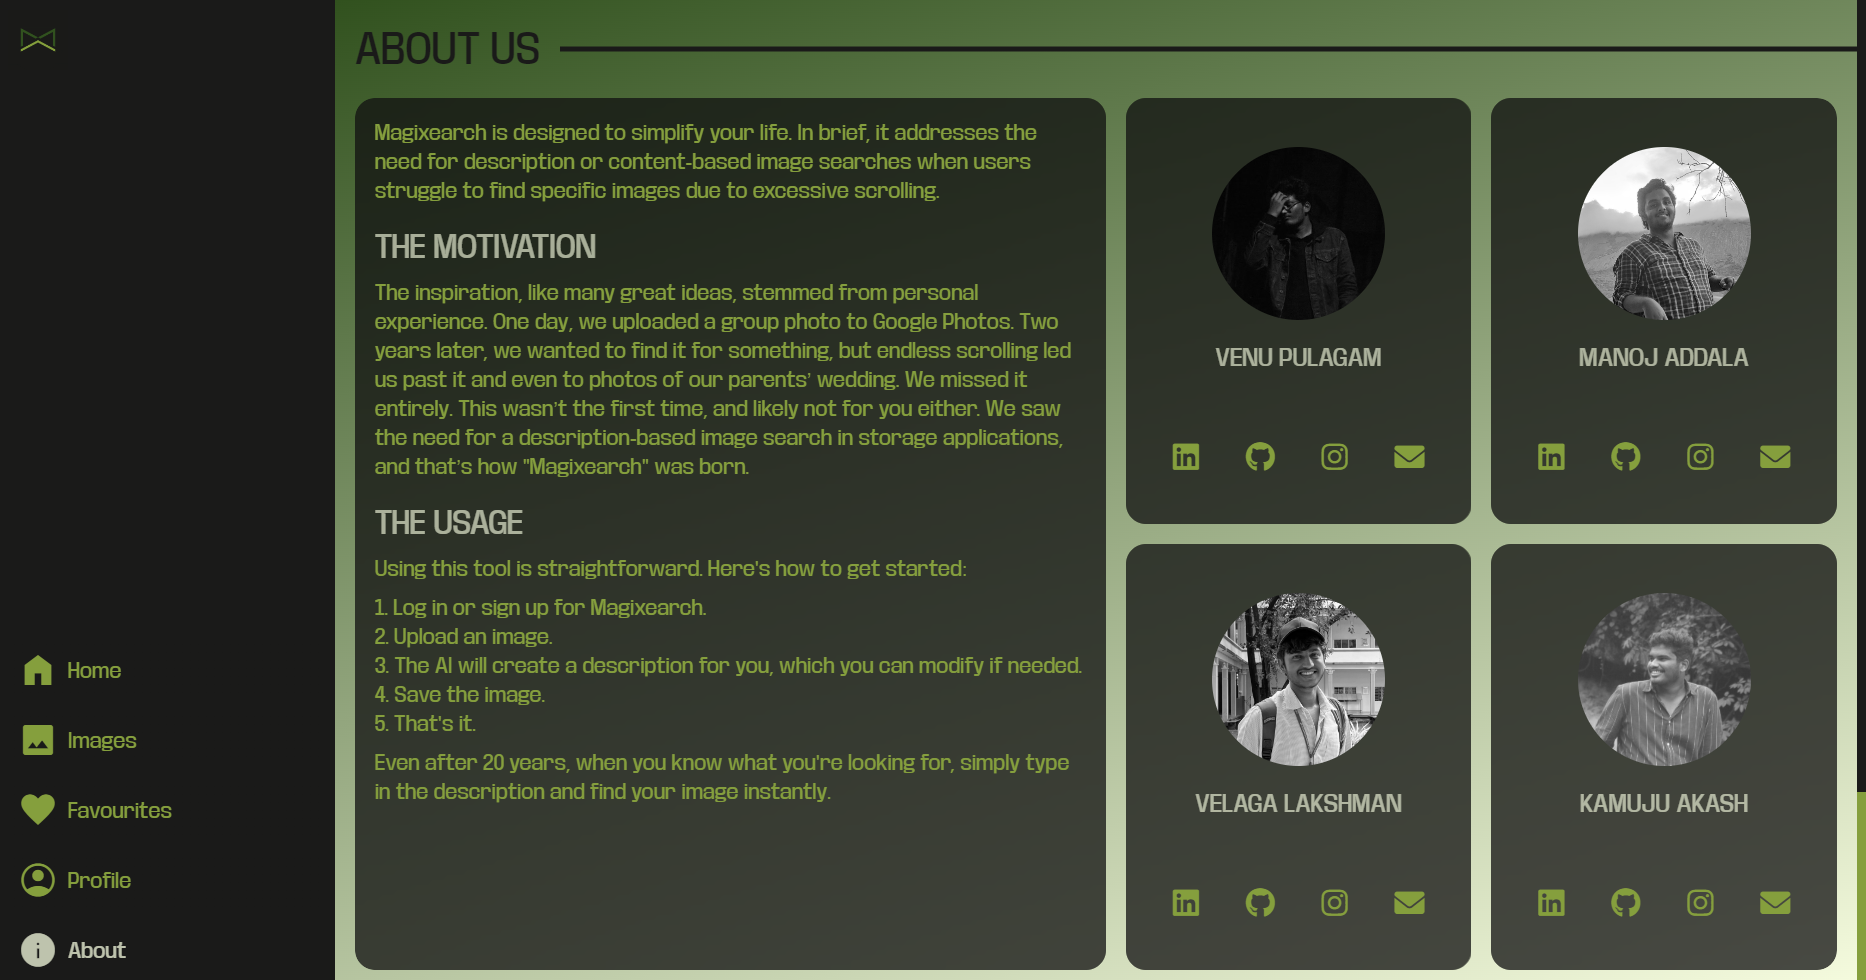 ABOUT US
Magixearch is designed to simplify your life. In brief, it addresses the
need for description or content-based image searches when users
struggle to find specific images due to excessive scrolling.
THE MOTIVATION
The inspiration, like many great ideas, stemmed from personal
experience. One day, we uploaded a group photo to Google Photos. Two
years later, we wanted to find it for something, but endless scrolling led
us past it and even to photos of our parents’ wedding. We missed it
entirely. This wasn’t the first time, and likely not for you either. We saw
the need for a description-based image search in storage applications,
and that’s how "Magixearch" was born.
THE USAGE
Using this tool is straightforward. Here's how to get started:
1. Log in or sign up for Magixearch.
2. Upload an image.
3. The AI will create a description for you, which you can modify if needed.
4. Save the image.
5. That's it.
Even after 20 years, when you know what you're looking for, simply type
in the description and find your image instantly.
VENU PULAGAM
MANOJ ADDALA
VELAGA LAKSHMAN
KAMUJU AKASH
Home
Images
Favourites
Profile
About